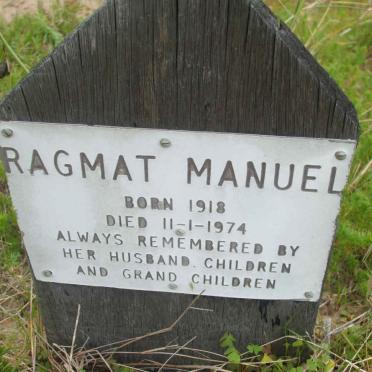 RAGMAT MANUEL
BORN 1918
DIED 11-1-1974
ALWAYS REMEMBERED BY
HER HUSBAND. CHILDREN
AND GRAND CHILDREN